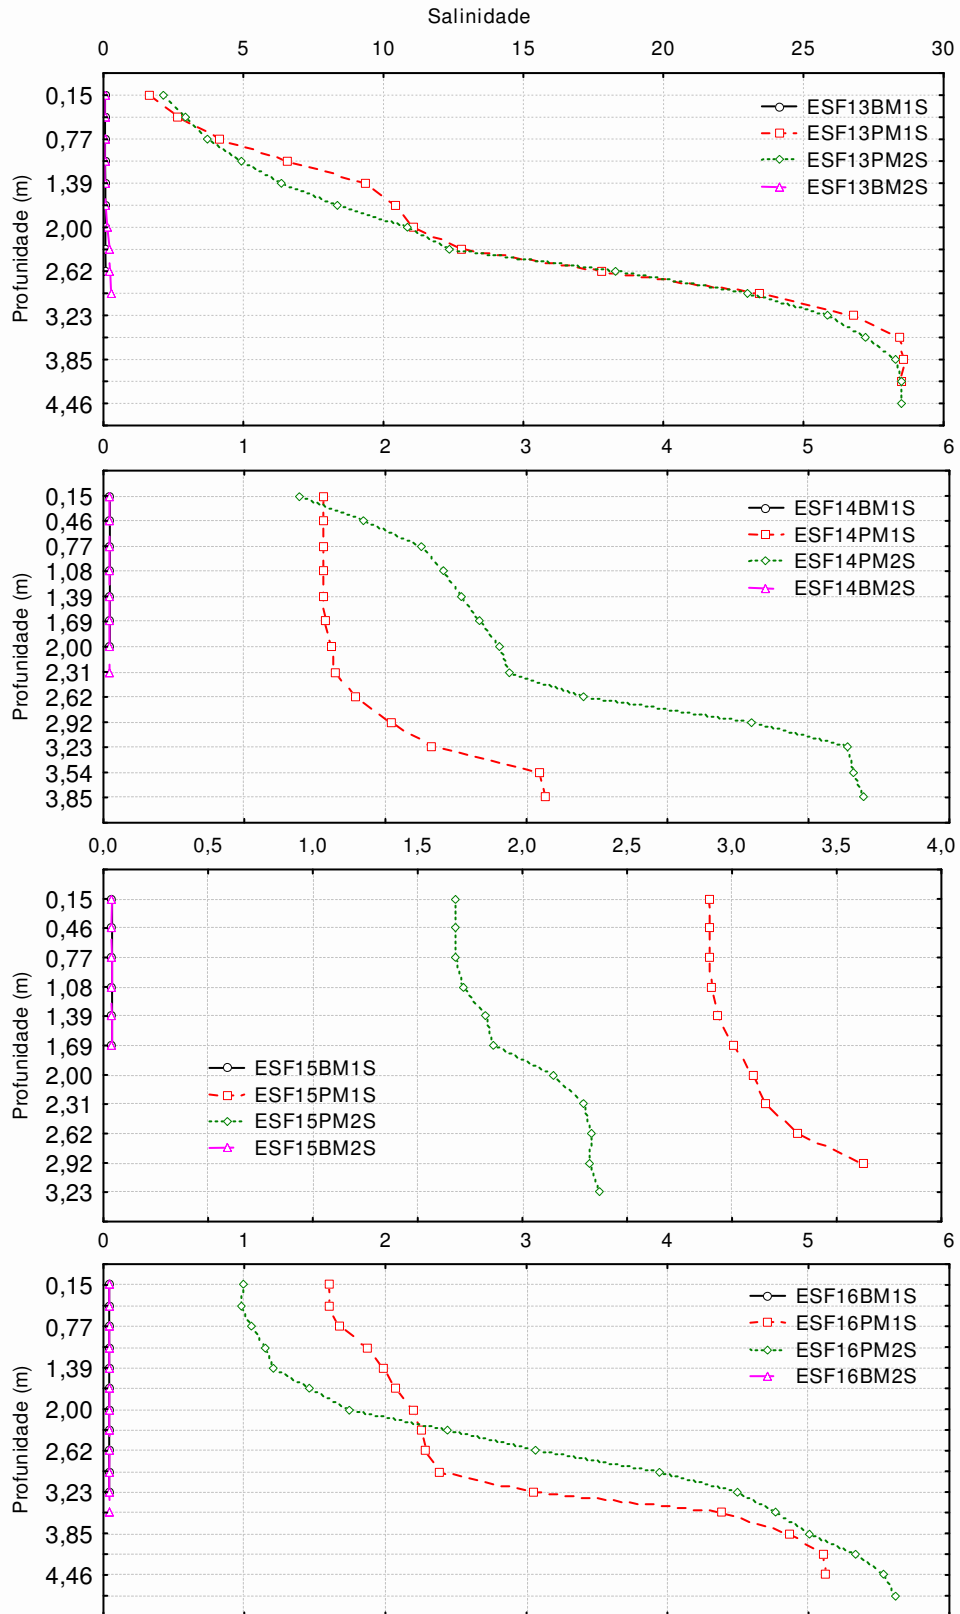 Salinidade
0 5 10 15 20 25 30
0,15
0,77
1,39
2,00
2,62
3,23
3,85
4,46
Profunidade (m)
ESF13BM1S
ESF13PM1S
ESF13PM2S
ESF13BM2S
0 1 2 3 4 5 6
0,15
0,46
0,77
1,08
1,39
1,69
2,00
2,31
2,62
2,92
3,23
3,54
3,85
Profunidade (m)
ESF14BM1S
ESF14PM1S
ESF14PM2S
ESF14BM2S
0,0 0,5 1,0 1,5 2,0 2,5 3,0 3,5 4,0
0,15
0,46
0,77
1,08
1,39
1,69
2,00
2,31
2,62
2,92
3,23
Profunidade (m)
ESF15BM1S
ESF15PM1S
ESF15PM2S
ESF15BM2S
0 1 2 3 4 5 6
0,15
0,77
1,39
2,00
2,62
3,23
3,85
4,46
Profunidade (m)
ESF16BM1S
ESF16PM1S
ESF16PM2S
ESF16BM2S